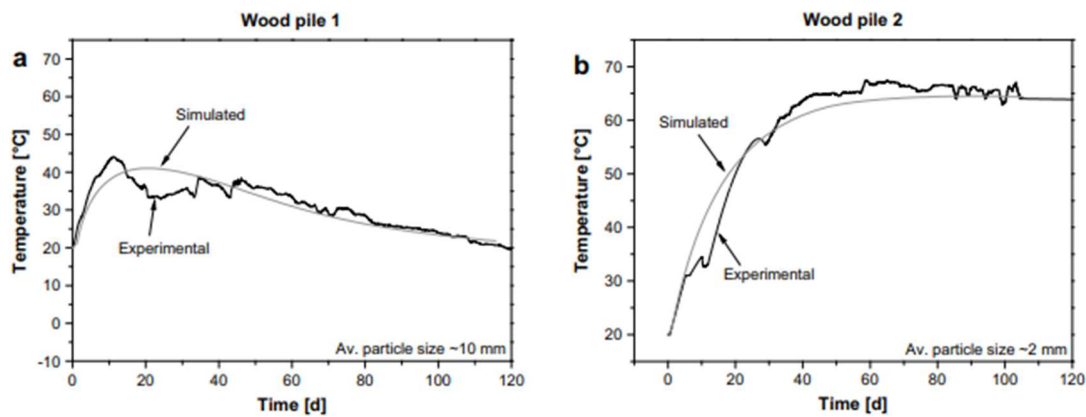 Wood pile 1
a
70
60
50
40
30
20
10
0
-10
Temperature [°C]
Simulated
Experimental
Av. particle size ~10 mm
0 20 40 60 80 100 120
Time [d]
Wood pile 2
b
70
60
50
40
30
20
Temperature [°C]
Simulated
Experimental
Av. particle size ~2 mm
0 20 40 60 80 100 120
Time [d]